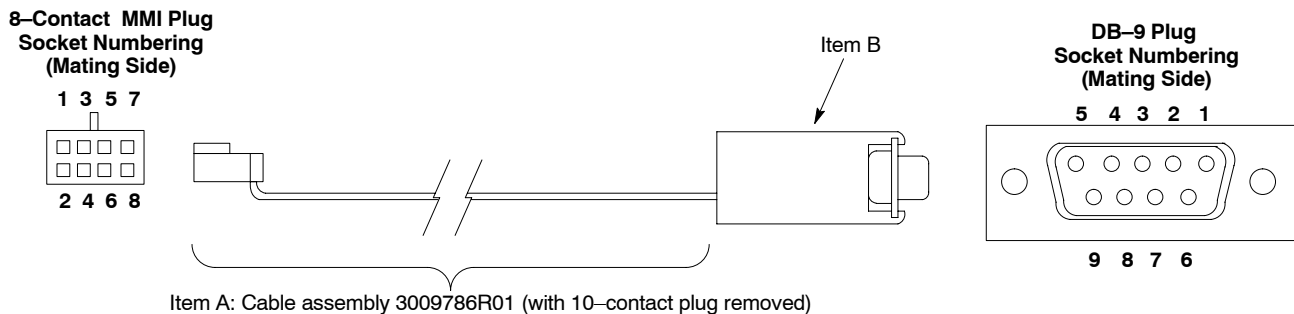 8–Contact MMI Plug
Socket Numbering
(Mating Side)
1 3 5 7
2 4 6 8
Item B
DB–9 Plug
Socket Numbering
(Mating Side)
5 4 3 2 1
9 8 7 6
Item A: Cable assembly 3009786R01 (with 10–contact plug removed)